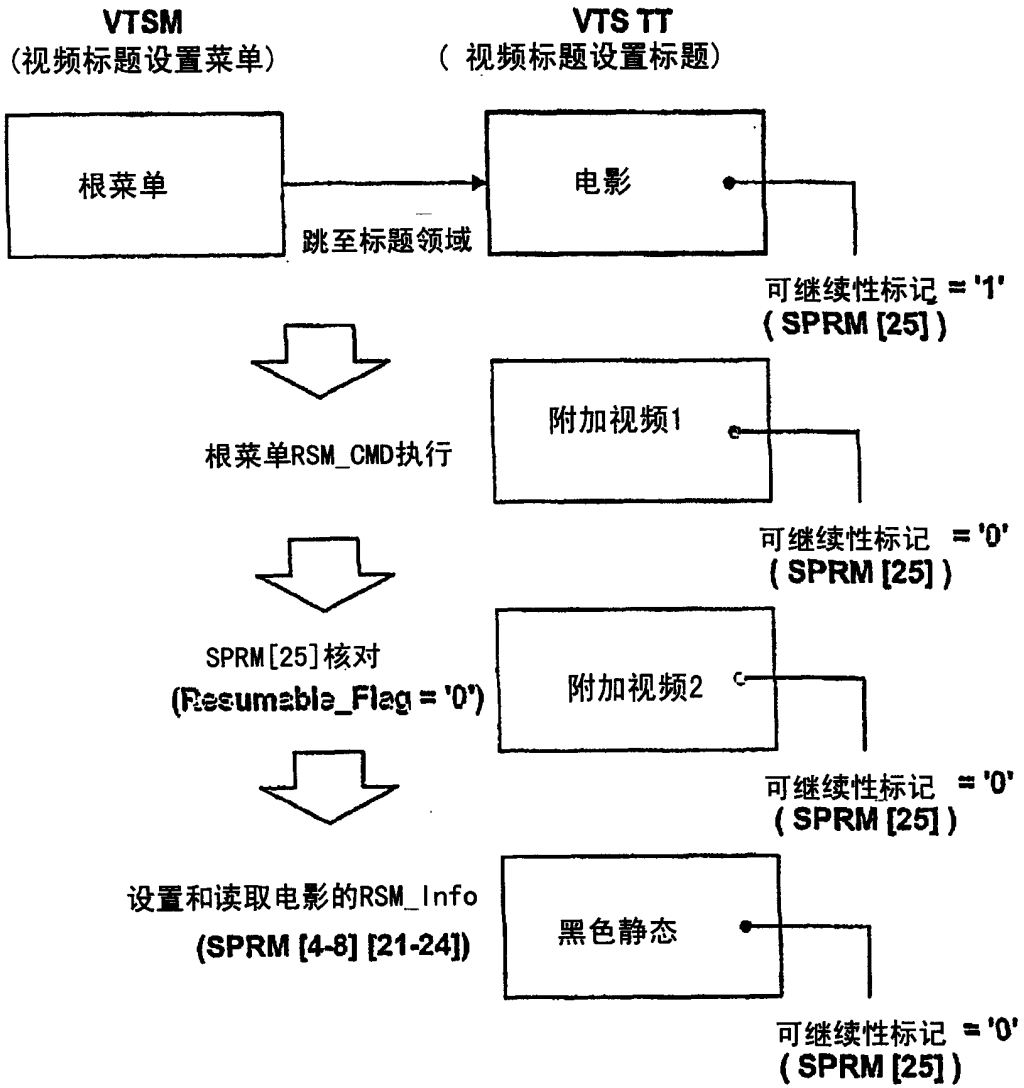 VTSM
(视频标题设置菜单)
VTS TT
( 视频标题设置标题)
根菜单
跳至标题领域
电影
可继续性标记 = '1'
( SPRM [25] )
根菜单RSM_CMD执行
附加视频1
可继续性标记 = '0'
( SPRM [25] )
SPRM[25]核对
(Resumable_Flag = '0')
附加视频2
可继续性标记 = '0'
( SPRM [25] )
设置和读取电影的RSM_Info
(SPRM [4-8] [21-24])
黑色静态
可继续性标记 = '0'
( SPRM [25] )